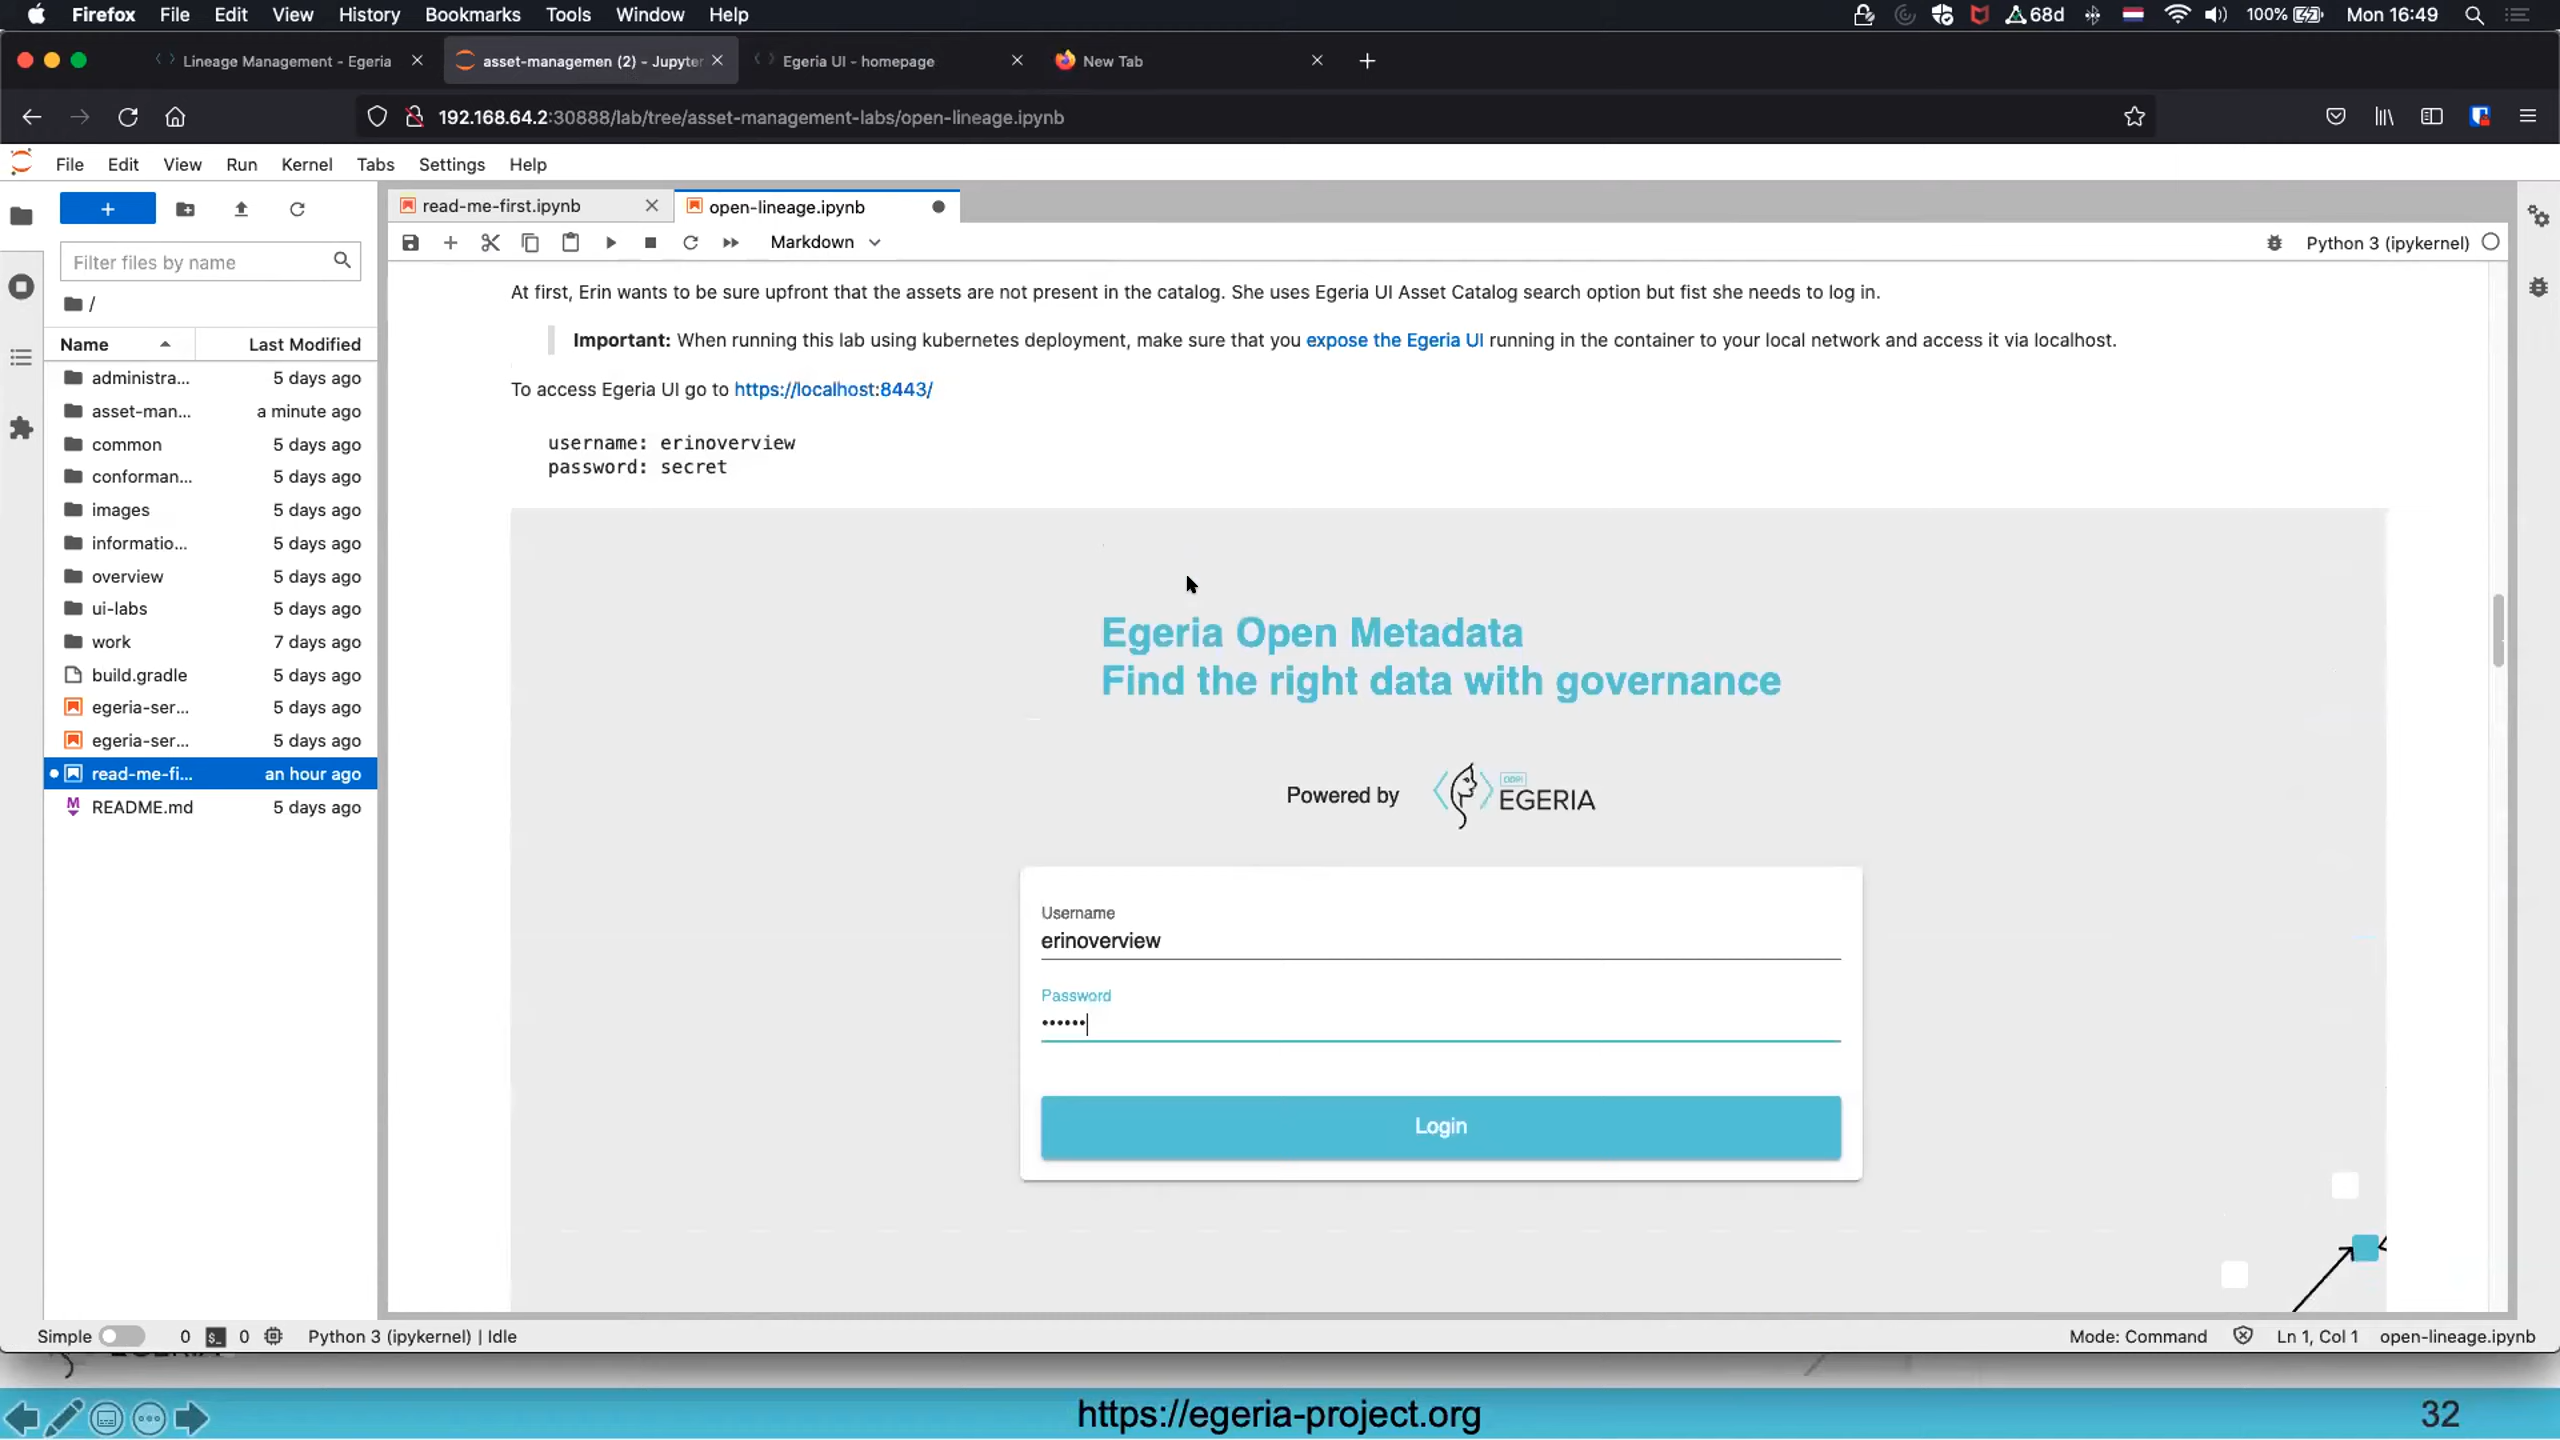 Firefox File Edit View History Bookmarks Tools Window Help 68d 100% Mon 16:49
Lineage Management - Egeria asset-managemen (2) - Jupyter Egeria UI - homepage New Tab
192.168.64.2:30888/lab/tree/asset-management-labs/open-lineage.ipynb
File Edit View Run Kernel Tabs Settings Help
read-me-first.ipynb open-lineage.ipynb
Markdown Python 3 (ipykernel)
Filter files by name
/
Name Last Modified
administra... 5 days ago
asset-man... a minute ago
common 5 days ago
conforman... 5 days ago
images 5 days ago
informatio... 5 days ago
overview 5 days ago
ui-labs 5 days ago
work 7 days ago
build.gradle 5 days ago
egeria-ser... 5 days ago
egeria-ser... 5 days ago
read-me-fi... an hour ago
README.md 5 days ago
At first, Erin wants to be sure upfront that the assets are not present in the catalog. She uses Egeria UI Asset Catalog search option but fist she needs to log in.
Important: When running this lab using kubernetes deployment, make sure that you expose the Egeria UI running in the container to your local network and access it via localhost.
To access Egeria UI go to https://localhost:8443/
username: erinoverview
password: secret
Egeria Open Metadata
Find the right data with governance
Powered by ODPi EGERIA
Username
erinoverview
Password
••••••
Login
Simple 0 0 Python 3 (ipykernel) | Idle Mode: Command Ln 1, Col 1 open-lineage.ipynb
https://egeria-project.org 32